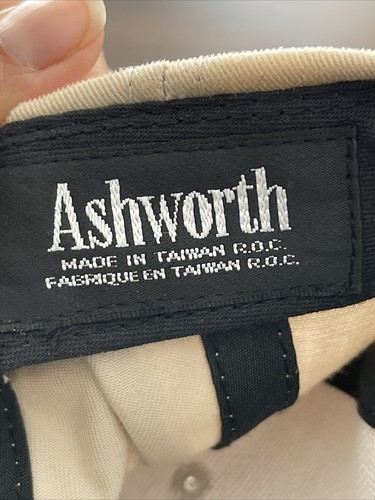 Ashworth
MADE IN TAIWAN R.O.C.
FABRIQUE EN TAIWAN R.O.C.